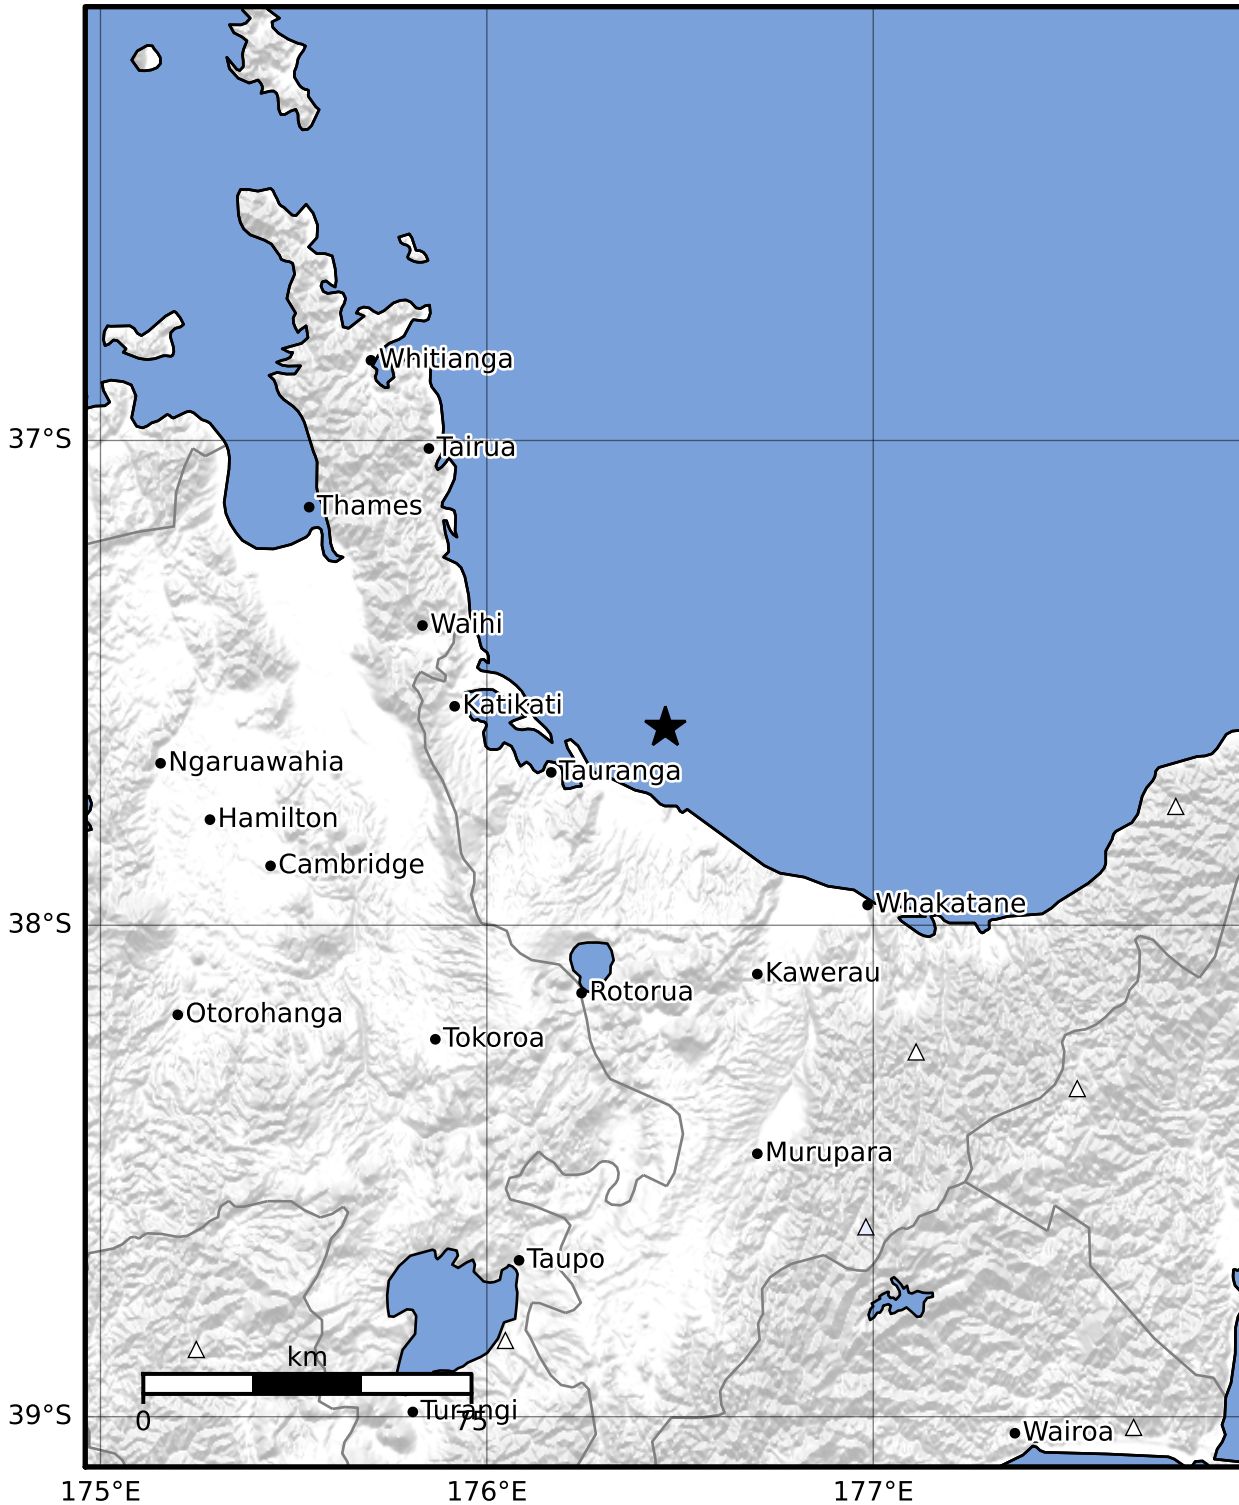 Whitianga
37°S
Tairua
Thames
Waihi
Katikati
Ngaruawahia
Tauranga
Hamilton
Cambridge
Whakatane
38°S
Kawerau
Rotorua
Otorohanga
Tokoroa
Murupara
Taupo
km
Turangi
0
75
39°S
Wairoa
175°E
176°E
177°E